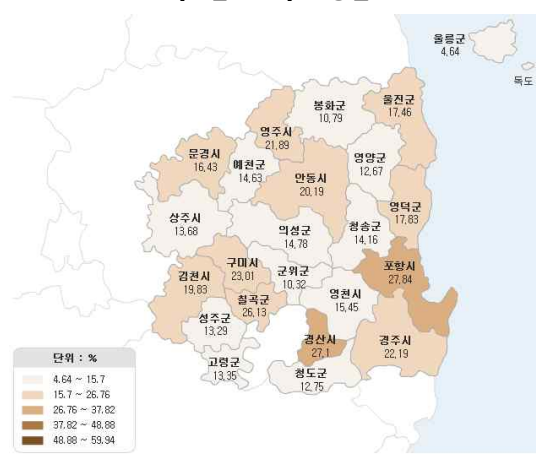 울릉군
4,64
독도
봉화군
10,79
울진군
17,46
영주시
21,89
문경시
16,43
예천군
14,63
영양군
12,67
안동시
20,19
영덕군
17,83
상주시
13,68
의성군
14,78
청송군
14,16
구미시
23,01
군위군
10,32
포항시
27,84
김천시
19,83
칠곡군
26,13
영천시
15,45
성주군
13,29
경산시
27,1
경주시
22,19
고령군
13,35
청도군
12,75
단위 : %
4.64 ~ 15.7
15.7 ~ 26.76
26.76 ~ 37.82
37.82 ~ 48.88
48.88 ~ 59.94